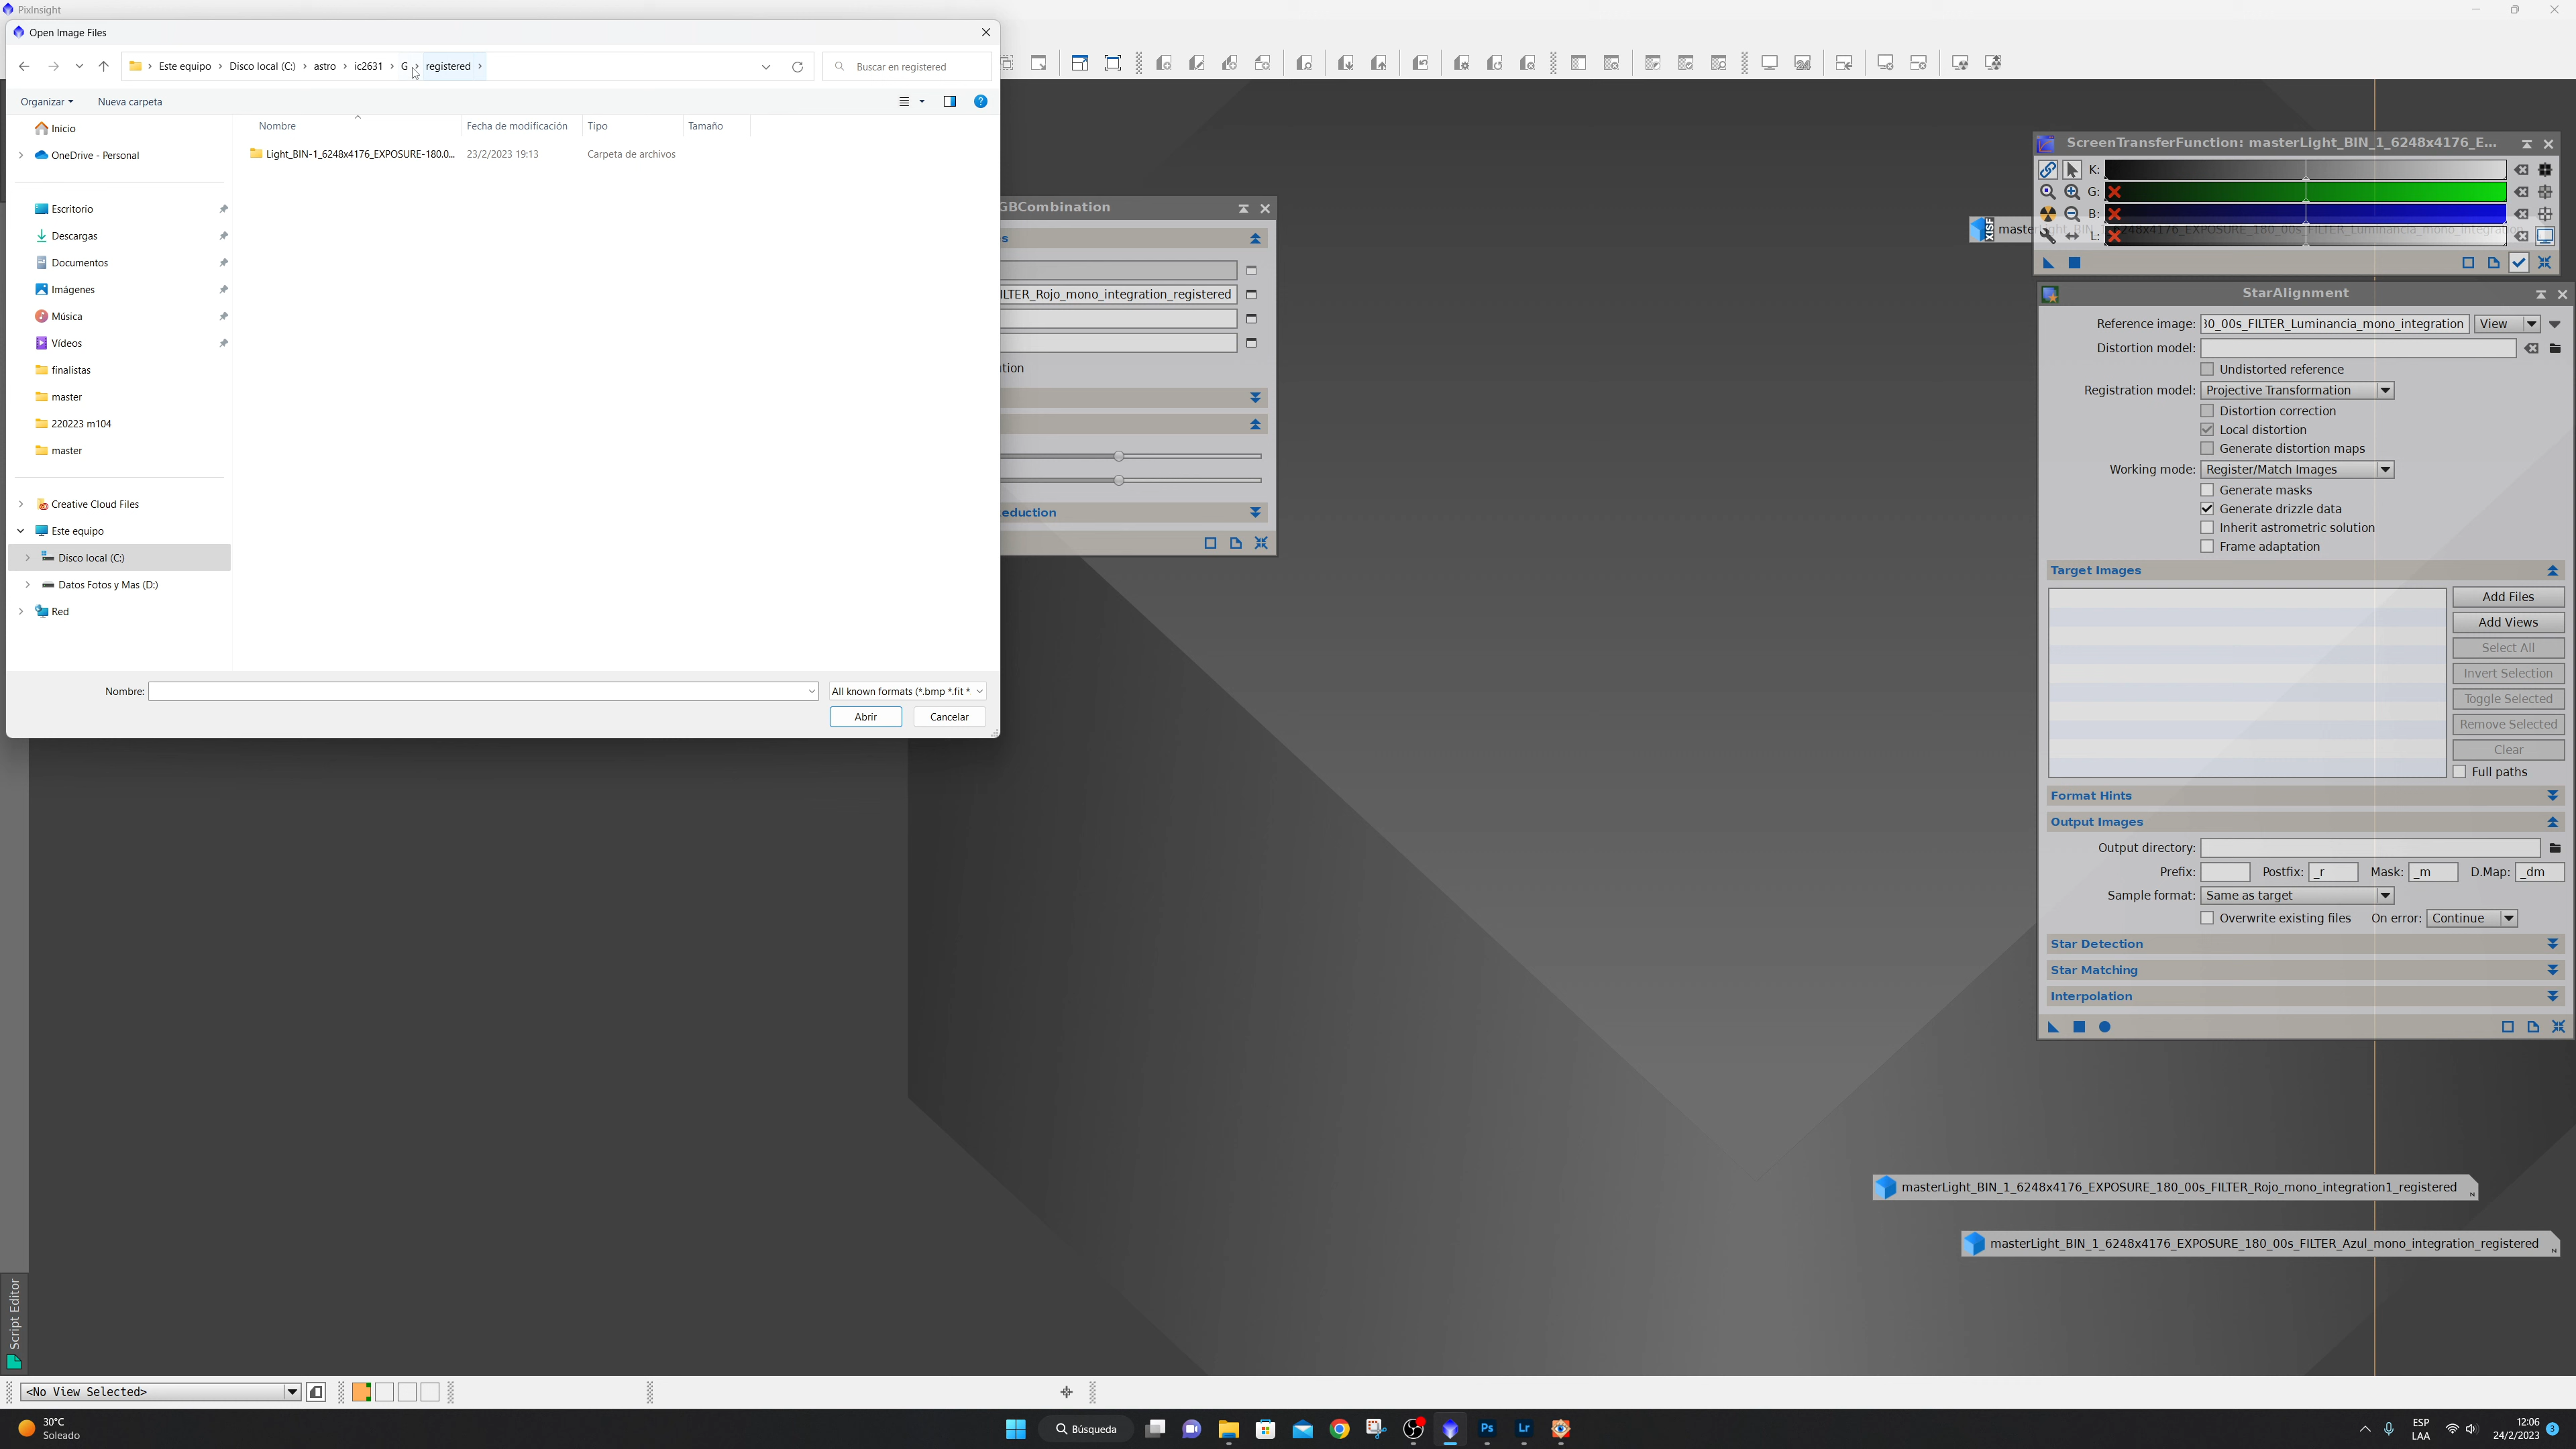 PixInsight
Open Image Files
Este equipo
Disco local (C:)
astro
ic2631
G
registered
Buscar en registered
Organizar
Nueva carpeta
Nombre
Fecha de modificación
Tipo
Tamaño
Light_BIN-1_6248x4176_EXPOSURE-180.0...
23/2/2023 19:13
Carpeta de archivos
Inicio
OneDrive - Personal
Escritorio
Descargas
Documentos
Imágenes
Música
Vídeos
finalistas
master
220223 m104
master
Creative Cloud Files
Este equipo
Disco local (C:)
Datos Fotos y Mas (D:)
Red
Nombre:
All known formats (*.bmp *.fit *
Abrir
Cancelar
GBCombination
s
ILTER_Rojo_mono_integration_registered
tion
eduction
ScreenTransferFunction: masterLight_BIN_1_6248x4176_E...
K:
G:
B:
L:
StarAlignment
Reference image: 30_00s_FILTER_Luminancia_mono_integration View
Distortion model:
Undistorted reference
Registration model: Projective Transformation
Distortion correction
Local distortion
Generate distortion maps
Working mode: Register/Match Images
Generate masks
Generate drizzle data
Inherit astrometric solution
Frame adaptation
Target Images
Add Files
Add Views
Select All
Invert Selection
Toggle Selected
Remove Selected
Clear
Full paths
Format Hints
Output Images
Output directory:
Prefix: Postfix: _r Mask: _m D.Map: _dm
Sample format: Same as target
Overwrite existing files On error: Continue
Star Detection
Star Matching
Interpolation
masterLight_BIN_1_6248x4176_EXPOSURE_180_00s_FILTER_Rojo_mono_integration1_registered
masterLight_BIN_1_6248x4176_EXPOSURE_180_00s_FILTER_Azul_mono_integration_registered
Script Editor
<No View Selected>
30°C
Soleado
Búsqueda
Ps
Lr
ESP
LAA
12:06
24/2/2023
3